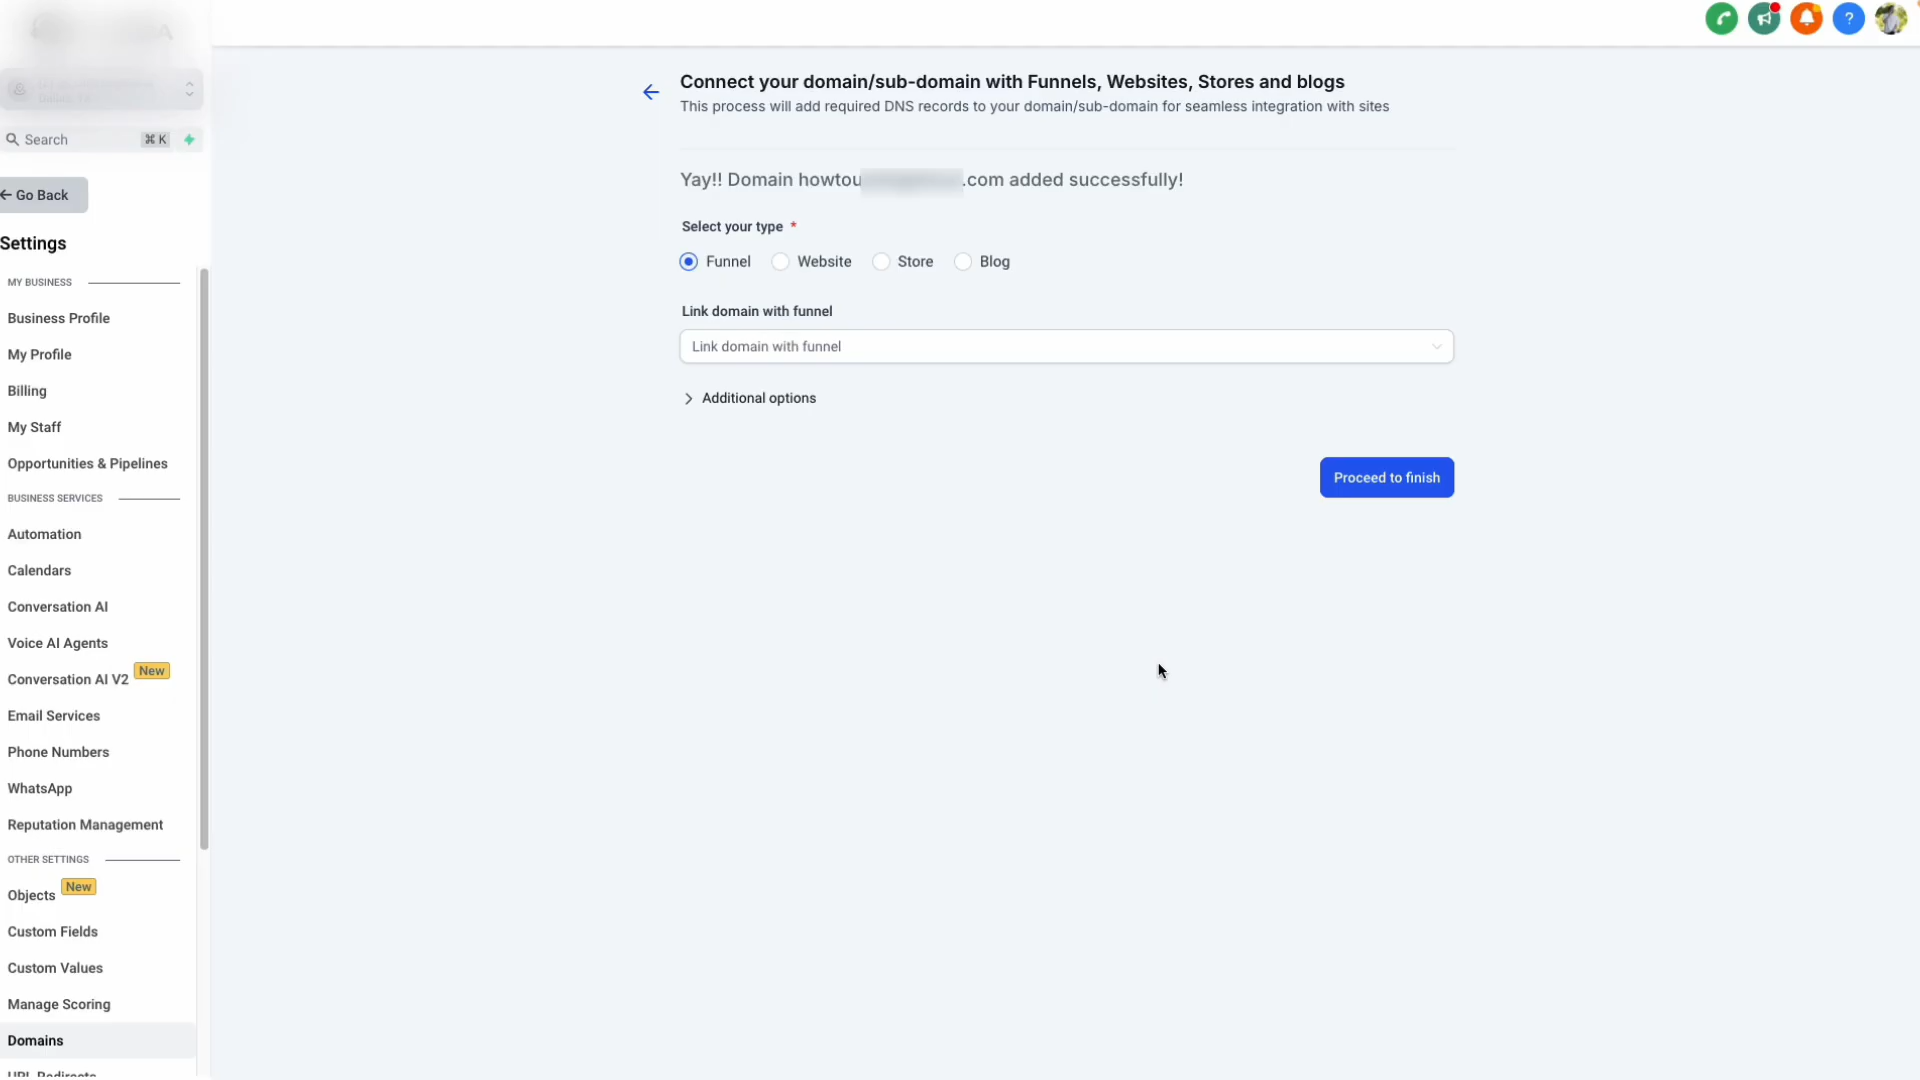 Search ⌘ K
← Go Back
Settings
MY BUSINESS
Business Profile
My Profile
Billing
My Staff
Opportunities & Pipelines
BUSINESS SERVICES
Automation
Calendars
Conversation AI
Voice AI Agents
Conversation AI V2 New
Email Services
Phone Numbers
WhatsApp
Reputation Management
OTHER SETTINGS
Objects New
Custom Fields
Custom Values
Manage Scoring
Domains
URL Redirects
?
Connect your domain/sub-domain with Funnels, Websites, Stores and blogs
This process will add required DNS records to your domain/sub-domain for seamless integration with sites
Yay!! Domain howtou .com added successfully!
Select your type *
Funnel Website Store Blog
Link domain with funnel
Link domain with funnel
Additional options
Proceed to finish